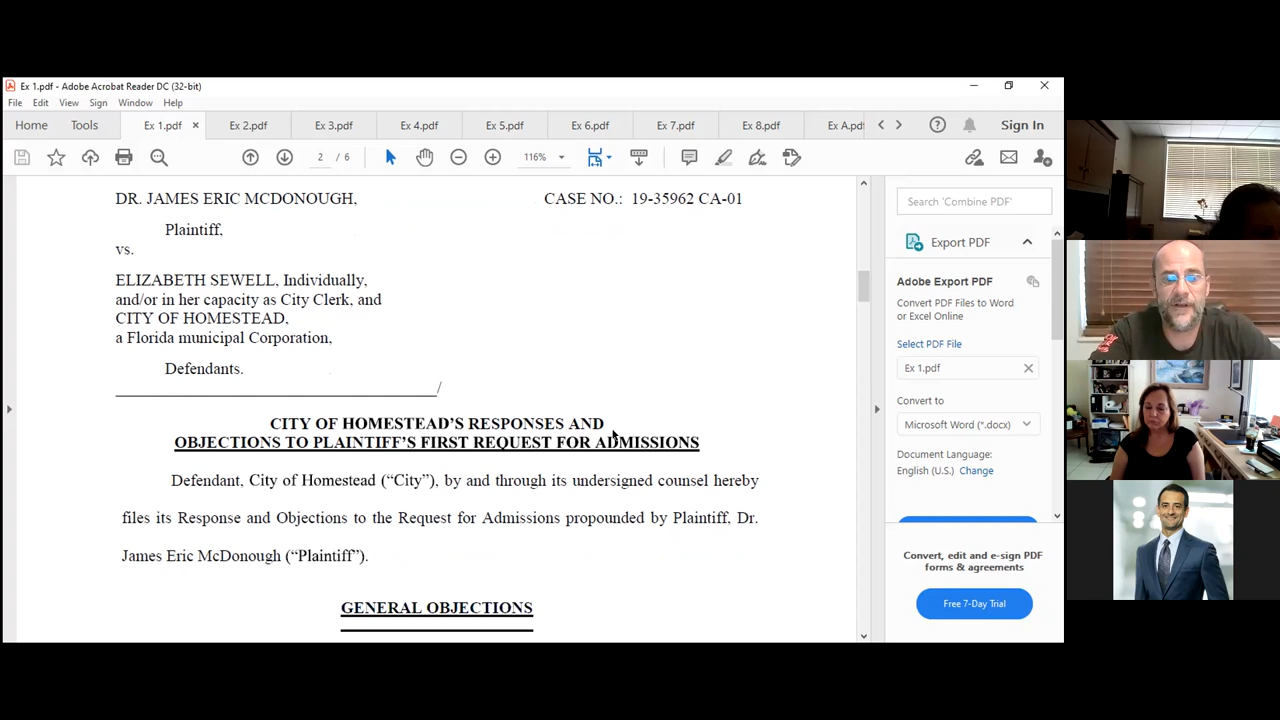 Ex 1.pdf - Adobe Acrobat Reader DC (32-bit)
File Edit View Sign Window Help
Home Tools Ex 1.pdf Ex 2.pdf Ex 3.pdf Ex 4.pdf Ex 5.pdf Ex 6.pdf Ex 7.pdf Ex 8.pdf Ex A.pdf Sign In
2 / 6 116%
DR. JAMES ERIC MCDONOUGH, CASE NO.: 19-35962 CA-01
Plaintiff,
vs.
ELIZABETH SEWELL, Individually,
and/or in her capacity as City Clerk, and
CITY OF HOMESTEAD,
a Florida municipal Corporation,
Defendants.
/
CITY OF HOMESTEAD'S RESPONSES AND
OBJECTIONS TO PLAINTIFF'S FIRST REQUEST FOR ADMISSIONS
Defendant, City of Homestead (“City”), by and through its undersigned counsel hereby
files its Response and Objections to the Request for Admissions propounded by Plaintiff, Dr.
James Eric McDonough (“Plaintiff”).
GENERAL OBJECTIONS
Search 'Combine PDF'
Export PDF
Adobe Export PDF
Convert PDF Files to Word
or Excel Online
Select PDF File
Ex 1.pdf
Convert to
Microsoft Word (*.docx)
Document Language:
English (U.S.) Change
Convert, edit and e-sign PDF
forms & agreements
Free 7-Day Trial